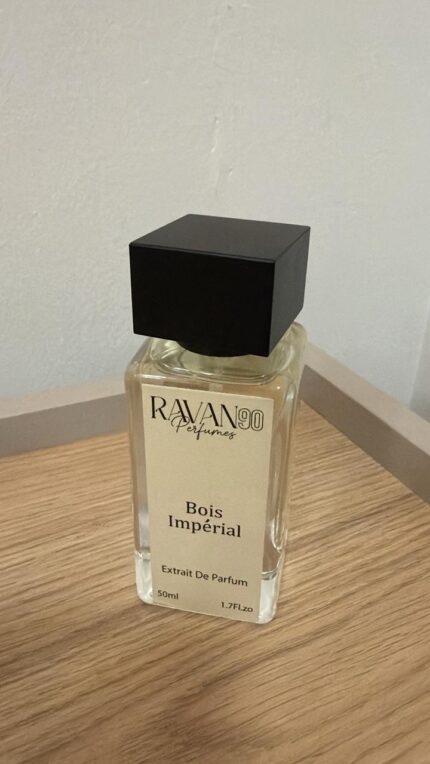 RAVAN90
Perfumes
Bois
Impérial
Extrait De Parfum
50ml
1.7Fl.zo